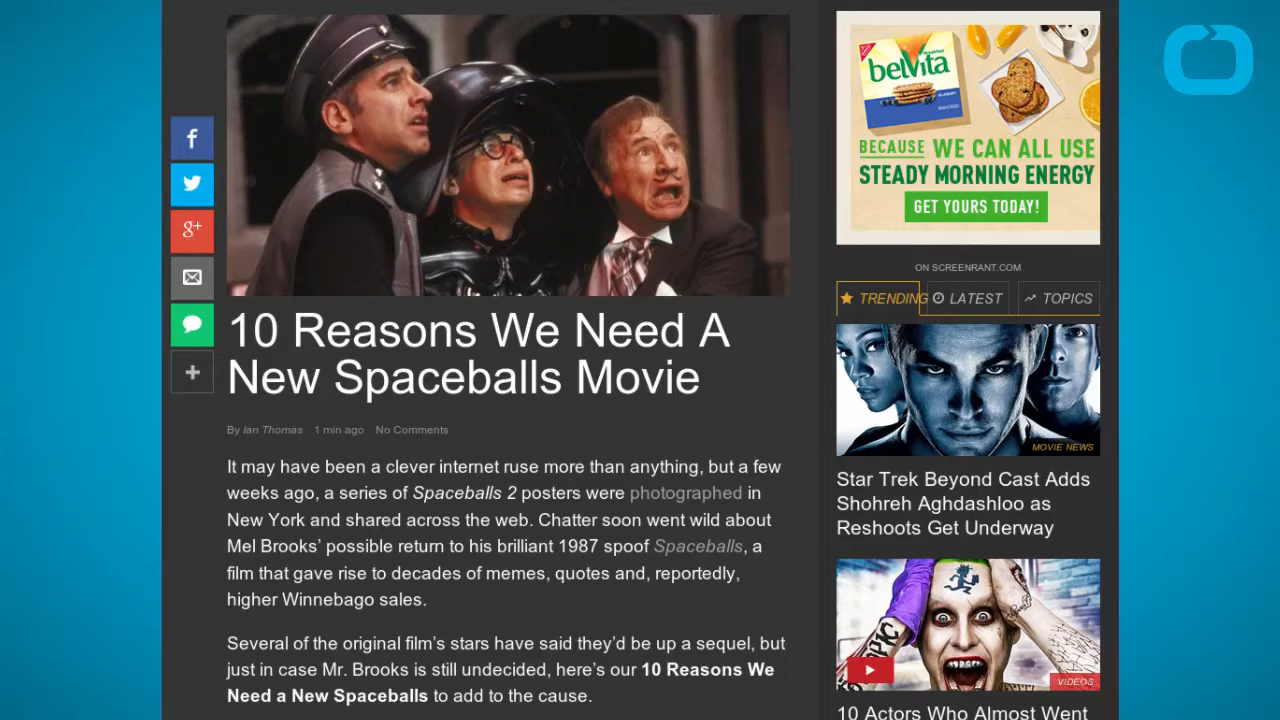 f
g+
+
10 Reasons We Need A
New Spaceballs Movie
By Ian Thomas 1 min ago No Comments
It may have been a clever internet ruse more than anything, but a few
weeks ago, a series of Spaceballs 2 posters were photographed in
New York and shared across the web. Chatter soon went wild about
Mel Brooks' possible return to his brilliant 1987 spoof Spaceballs, a
film that gave rise to decades of memes, quotes and, reportedly,
higher Winnebago sales.
Several of the original film's stars have said they'd be up a sequel, but
just in case Mr. Brooks is still undecided, here's our 10 Reasons We
Need a New Spaceballs to add to the cause.
belVita
BECAUSE WE CAN ALL USE
STEADY MORNING ENERGY
GET YOURS TODAY!
ON SCREENRANT.COM
TRENDING LATEST TOPICS
MOVIE NEWS
Star Trek Beyond Cast Adds
Shohreh Aghdashloo as
Reshoots Get Underway
VIDEOS
10 Actors Who Almost Went